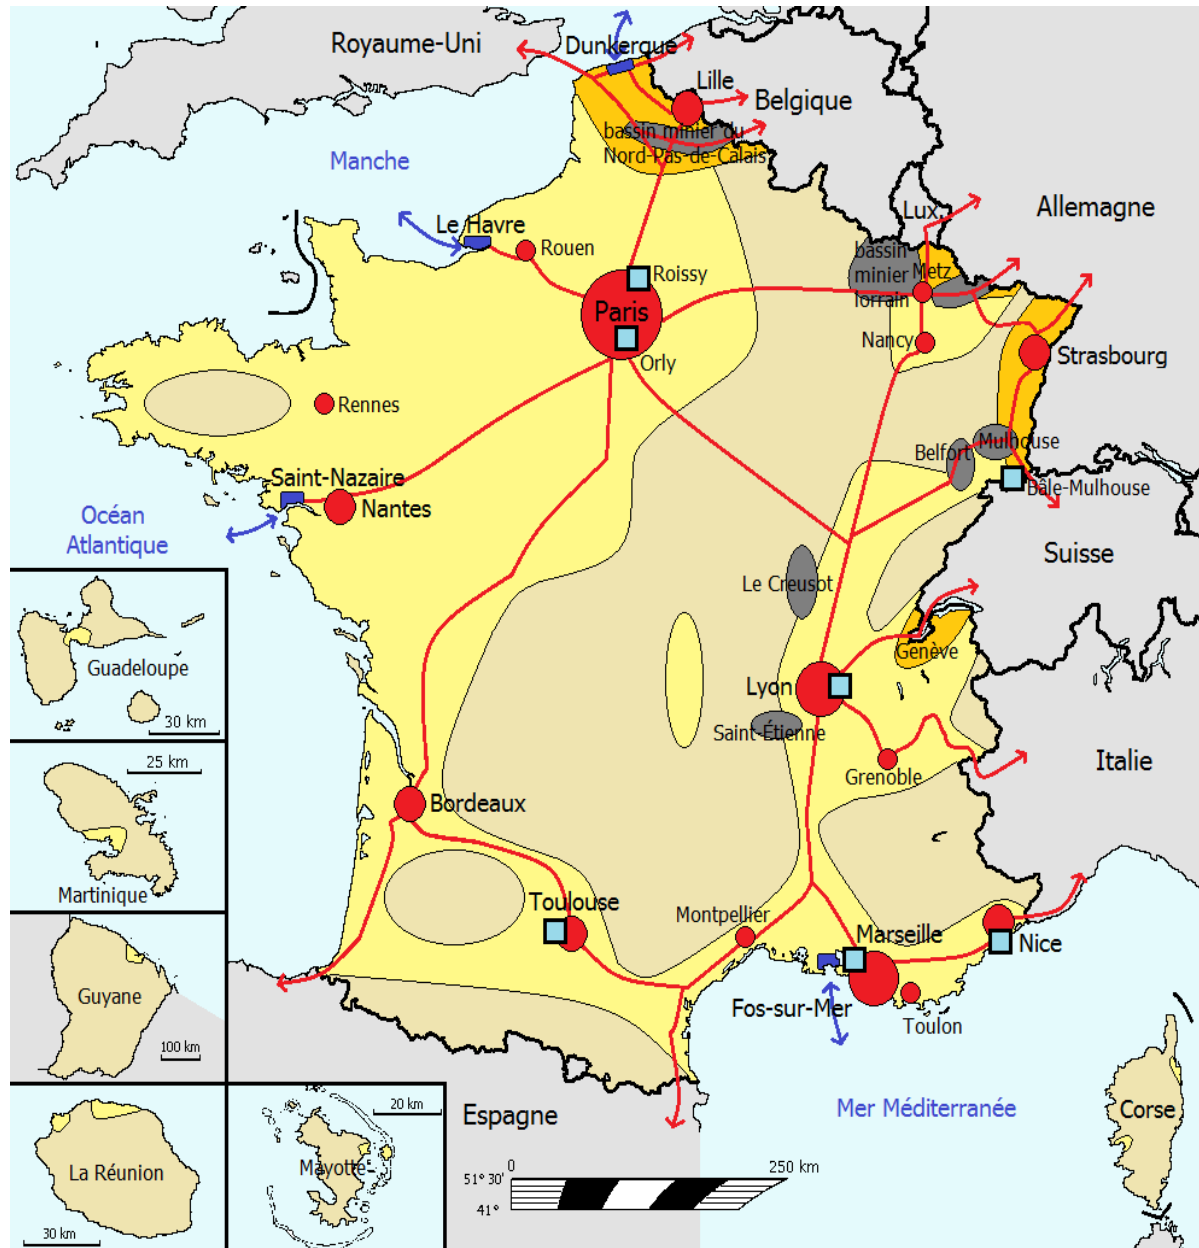 Royaume-Uni
Dunkerque
Lille
Belgique
bassin minier du
Nord-Pas-de-Calais
Manche
Lux.
Allemagne
Le Havre
Rouen
Roissy
bassin
minier
lorrain
Metz
Paris
Orly
Nancy
Strasbourg
Rennes
Belfort
Mulhouse
Bâle-Mulhouse
Saint-Nazaire
Nantes
Océan
Atlantique
Suisse
Le Creusot
Genève
Guadeloupe
30 km
Lyon
Saint-Étienne
Grenoble
Italie
25 km
Martinique
Bordeaux
Toulouse
Montpellier
Marseille
Nice
Fos-sur-Mer
Toulon
Guyane
100 km
Espagne
Mer Méditerranée
Corse
La Réunion
30 km
20 km
Mayotte
0
250 km
51° 30'
41°